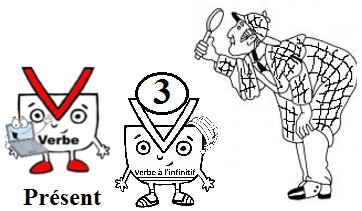 3
Verbe
Verbe à l'infinitif
Présent